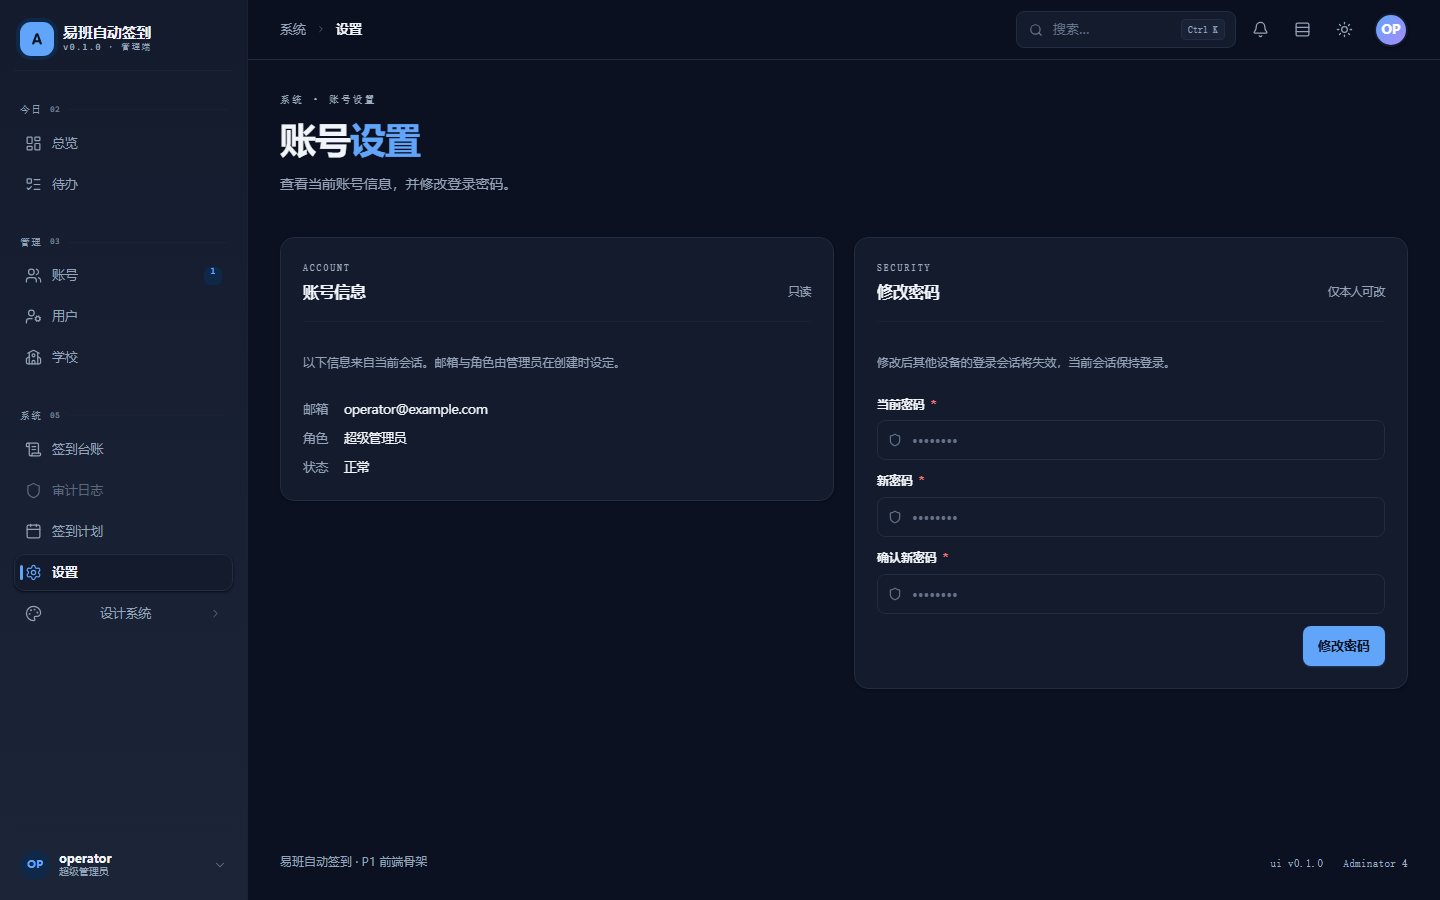 A
易班自动签到
v0.1.0 · 管理端
今日 02
总览
待办
管理 03
账号 1
用户
学校
系统 05
签到台账
审计日志
签到计划
设置
设计系统
OP
operator
超级管理员
系统 › 设置
搜索... Ctrl K
OP
系统 · 账号设置
账号设置
查看当前账号信息，并修改登录密码。
ACCOUNT
账号信息
只读
以下信息来自当前会话。邮箱与角色由管理员在创建时设定。
邮箱 operator@example.com
角色 超级管理员
状态 正常
SECURITY
修改密码
仅本人可改
修改后其他设备的登录会话将失效，当前会话保持登录。
当前密码 *
••••••••
新密码 *
••••••••
确认新密码 *
••••••••
修改密码
易班自动签到 · P1 前端骨架
ui v0.1.0 Adminator 4